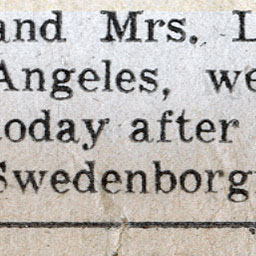 and Mrs. L
Angeles, we
today after
Swedenborg